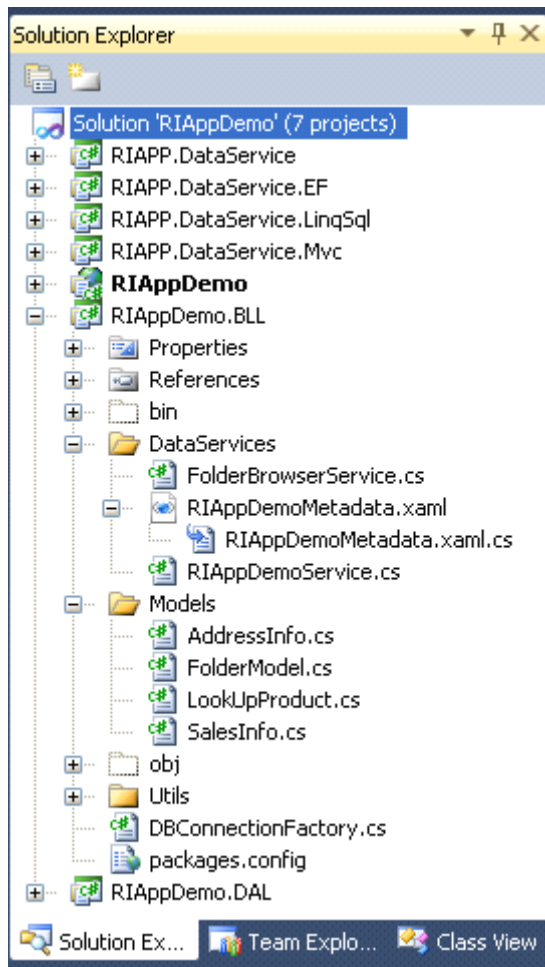 Solution Explorer
Solution 'RIAppDemo' (7 projects)
RIAPP.DataService
RIAPP.DataService.EF
RIAPP.DataService.LinqSql
RIAPP.DataService.Mvc
RIAppDemo
RIAppDemo.BLL
Properties
References
bin
DataServices
FolderBrowserService.cs
RIAppDemoMetadata.xaml
RIAppDemoMetadata.xaml.cs
RIAppDemoService.cs
Models
AddressInfo.cs
FolderModel.cs
LookUpProduct.cs
SalesInfo.cs
obj
Utils
DBConnectionFactory.cs
packages.config
RIAppDemo.DAL
Solution Ex... Team Explo... Class View